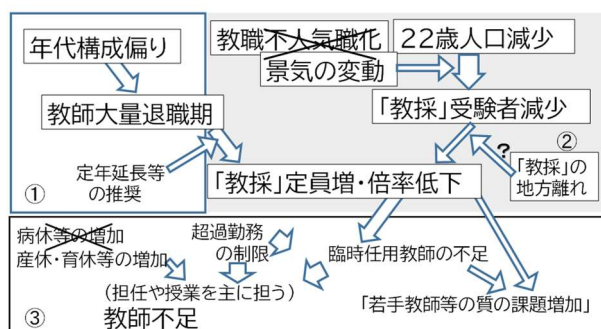 年代構成偏り
教師大量退職期
定年延長等
の推奨
①
教職不人気職化
景気の変動
22歳人口減少
「教採」受験者減少
?
②
「教採」の
地方離れ
「教採」定員増・倍率低下
病休等の増加
産休・育休等の増加
超過勤務
の制限
臨時任用教師の不足
(担任や授業を主に担う)
教師不足
③
「若手教師等の質の課題増加」